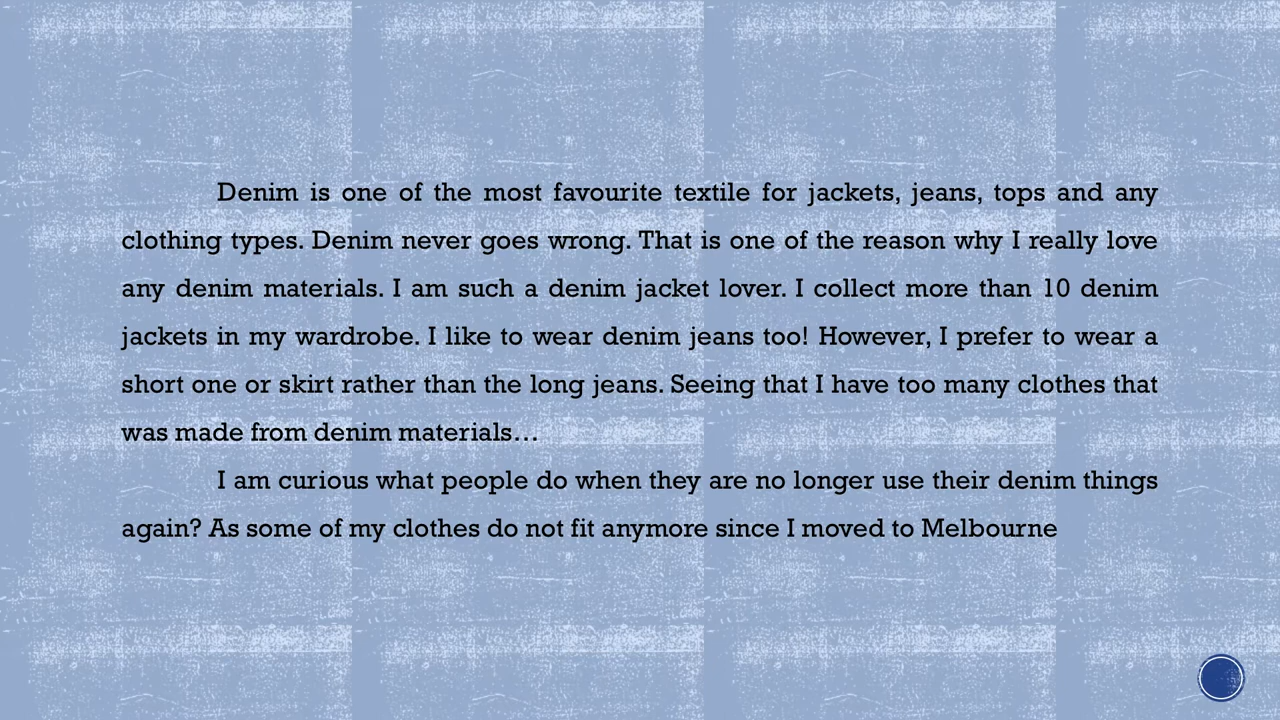 Denim is one of the most favourite textile for jackets, jeans, tops and any
clothing types. Denim never goes wrong. That is one of the reason why I really love
any denim materials. I am such a denim jacket lover. I collect more than 10 denim
jackets in my wardrobe. I like to wear denim jeans too! However, I prefer to wear a
short one or skirt rather than the long jeans. Seeing that I have too many clothes that
was made from denim materials…
I am curious what people do when they are no longer use their denim things
again? As some of my clothes do not fit anymore since I moved to Melbourne